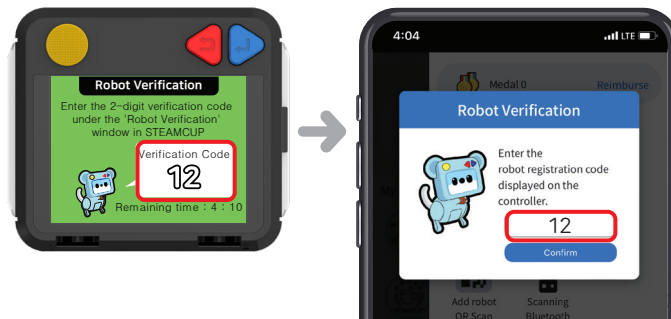 Robot Verification
Enter the 2-digit verification code
under the 'Robot Verification'
window in STEAMCUP
Verification Code
12
Remaining time : 4 : 10
4:04
LTE
Medal 0
Reimburse
Robot Verification
Enter the
robot registration code
displayed on the
controller.
12
Confirm
Add robot
QR Scan
Scanning
Bluetooth